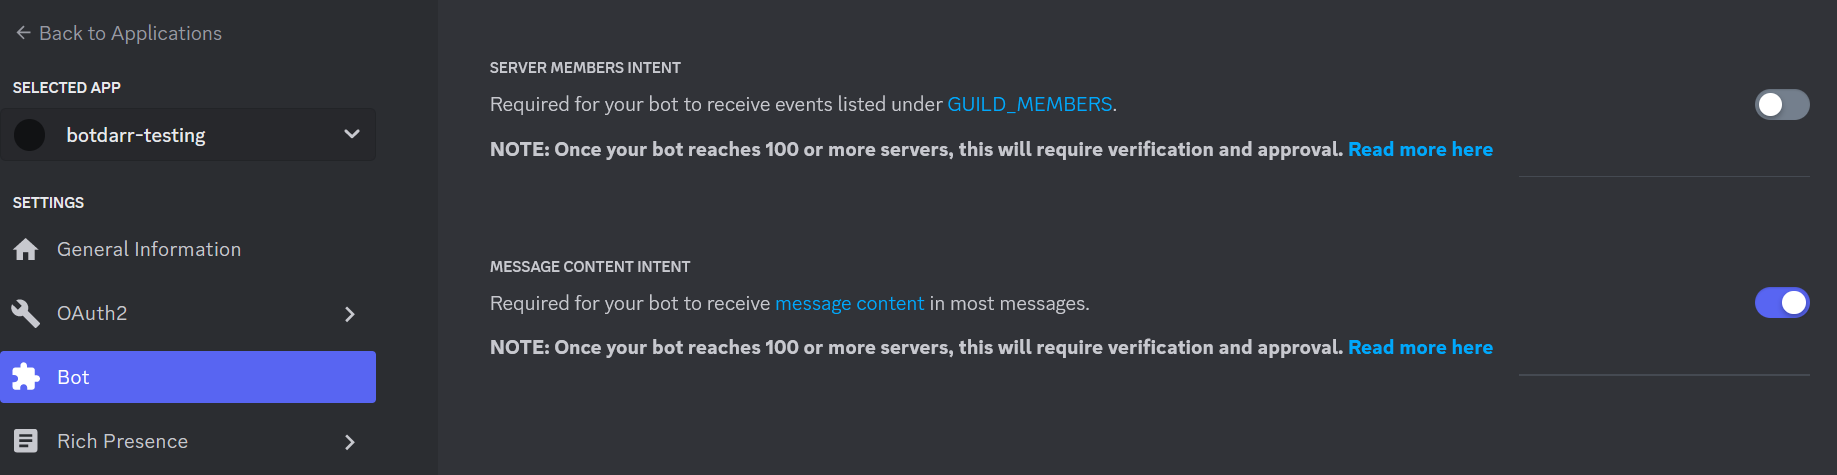 Back to Applications
SELECTED APP
botdarr-testing
SETTINGS
General Information
OAuth2
Bot
Rich Presence
SERVER MEMBERS INTENT
Required for your bot to receive events listed under GUILD_MEMBERS.
NOTE: Once your bot reaches 100 or more servers, this will require verification and approval. Read more here
MESSAGE CONTENT INTENT
Required for your bot to receive message content in most messages.
NOTE: Once your bot reaches 100 or more servers, this will require verification and approval. Read more here